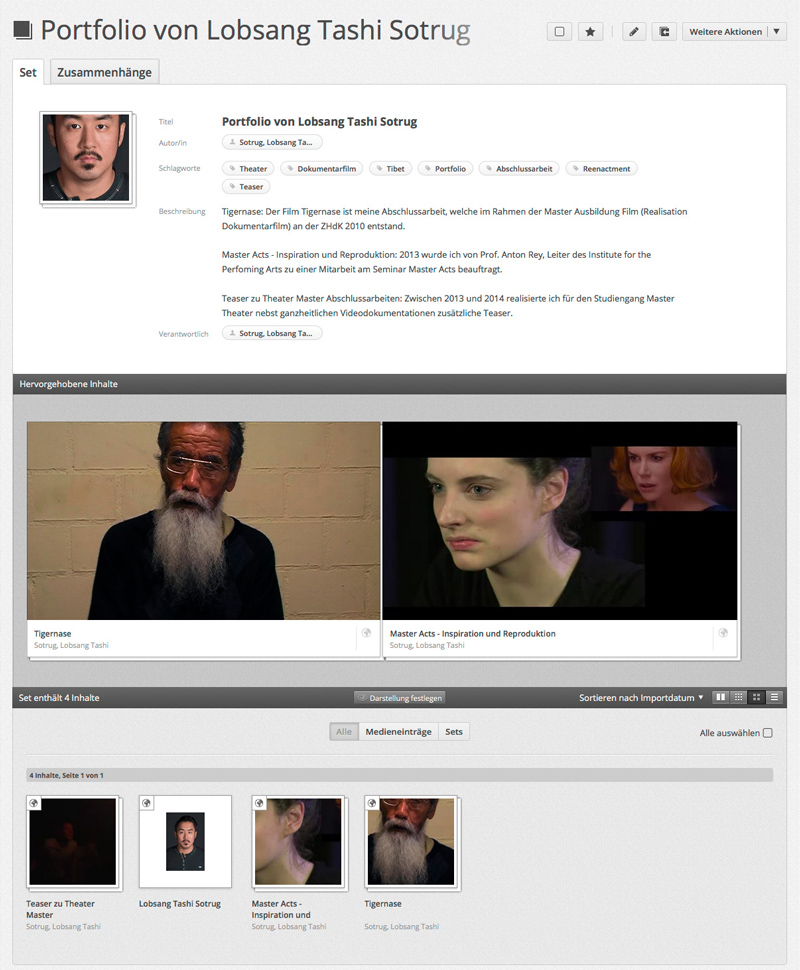 Portfolio von Lobsang Tashi Sotrug
Weitere Aktionen
Set
Zusammenhänge
Titel
Portfolio von Lobsang Tashi Sotrug
Autor/in
Sotrug, Lobsang Ta...
Schlagworte
Theater Dokumentarfilm Tibet Portfolio Abschlussarbeit Reenactment
Teaser
Beschreibung
Tigernase: Der Film Tigernase ist meine Abschlussarbeit, welche im Rahmen der Master Ausbildung Film (Realisation
Dokumentarfilm) an der ZHdK 2010 entstand.
Master Acts - Inspiration und Reproduktion: 2013 wurde ich von Prof. Anton Rey, Leiter des Institute for the
Perfoming Arts zu einer Mitarbeit am Seminar Master Acts beauftragt.
Teaser zu Theater Master Abschlussarbeiten: Zwischen 2013 und 2014 realisierte ich für den Studiengang Master
Theater nebst ganzheitlichen Videodokumentationen zusätzliche Teaser.
Verantwortlich
Sotrug, Lobsang Ta...
Hervorgehobene Inhalte
Tigernase
Sotrug, Lobsang Tashi
Master Acts - Inspiration und Reproduktion
Sotrug, Lobsang Tashi
Set enthält 4 Inhalte
Darstellung festlegen
Sortieren nach Importdatum
Alle
Medieneinträge
Sets
Alle auswählen
4 Inhalte, Seite 1 von 1
Teaser zu Theater
Master
Sotrug, Lobsang Tashi
Lobsang Tashi Sotrug
Master Acts -
Inspiration und
Sotrug, Lobsang Tashi
Tigernase
Sotrug, Lobsang Tashi